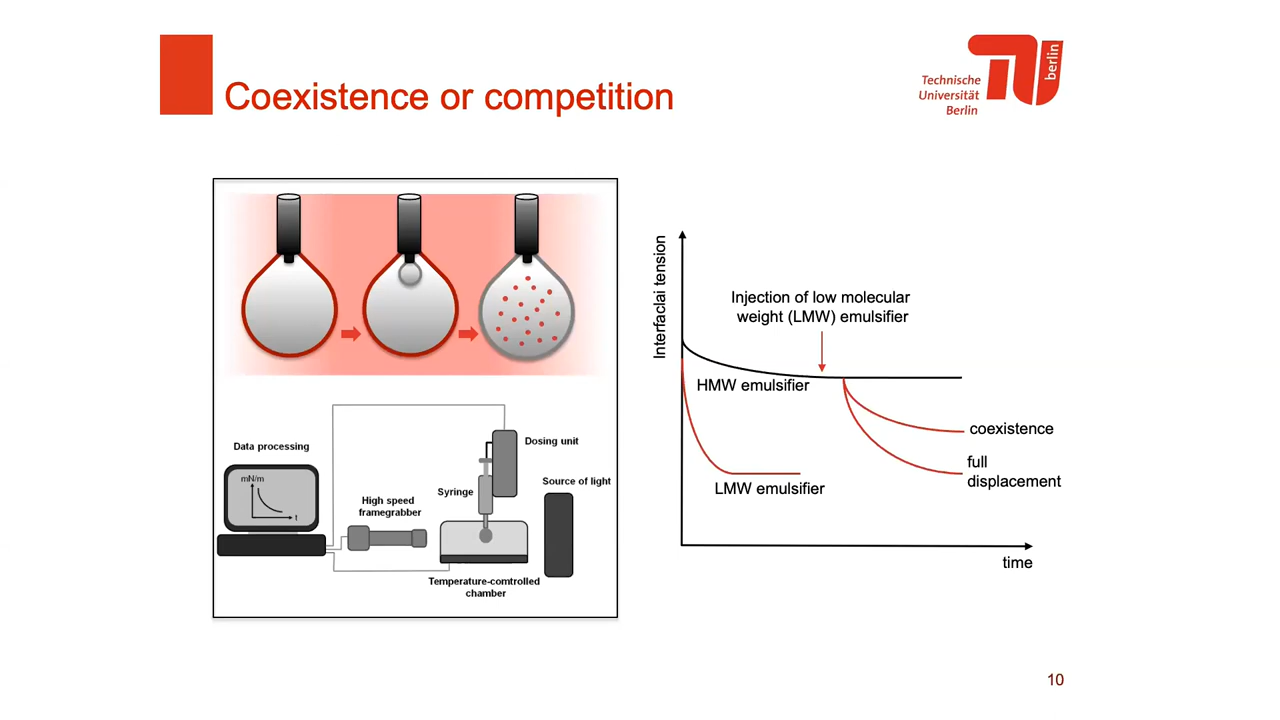 Coexistence or competition
Technische
Universität
Berlin
berlin
Data processing
mN/m
t
High speed
framegrabber
Syringe
Dosing unit
Source of light
Temperature-comtrolled
chamber
Interfaclai tension
Injection of low molecular
weight (LMW) emulsifier
HMW emulsifier
LMW emulsifier
coexistence
full
displacement
time
10